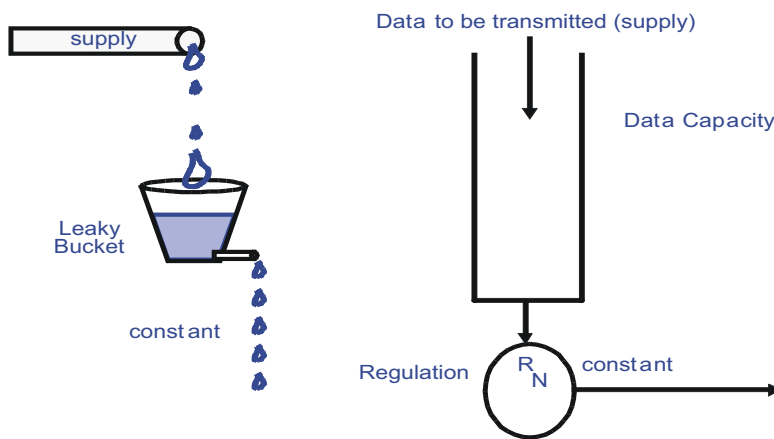 supply
Leaky
Bucket
constant
Data to be transmitted (supply)
Data Capacity
Regulation
R
N
constant